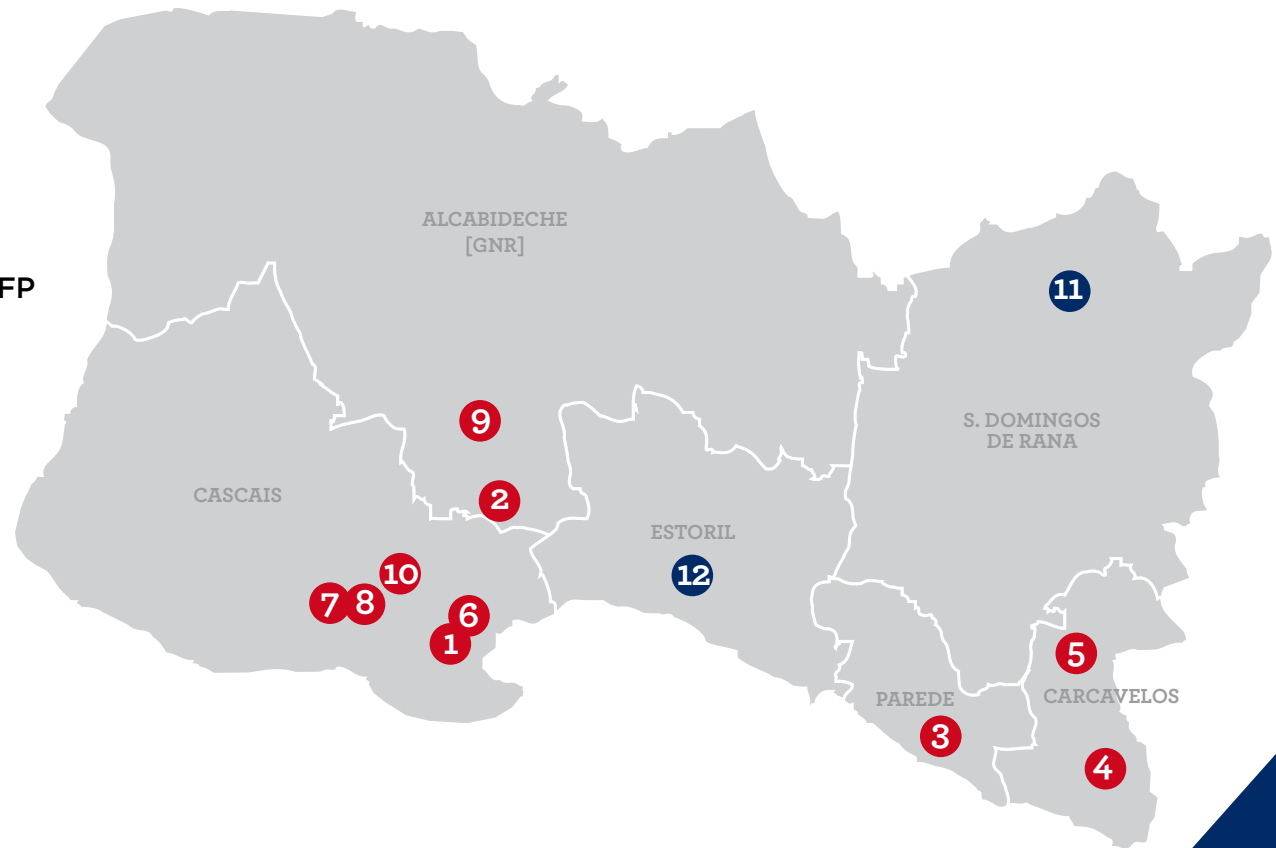 ALCABIDECHE
[GNR]
FP
11
9
S. DOMINGOS
DE RANA
CASCAIS
2
ESTORIL
12
10
7
8
6
1
5
PAREDE
CARCAVELOS
3
4